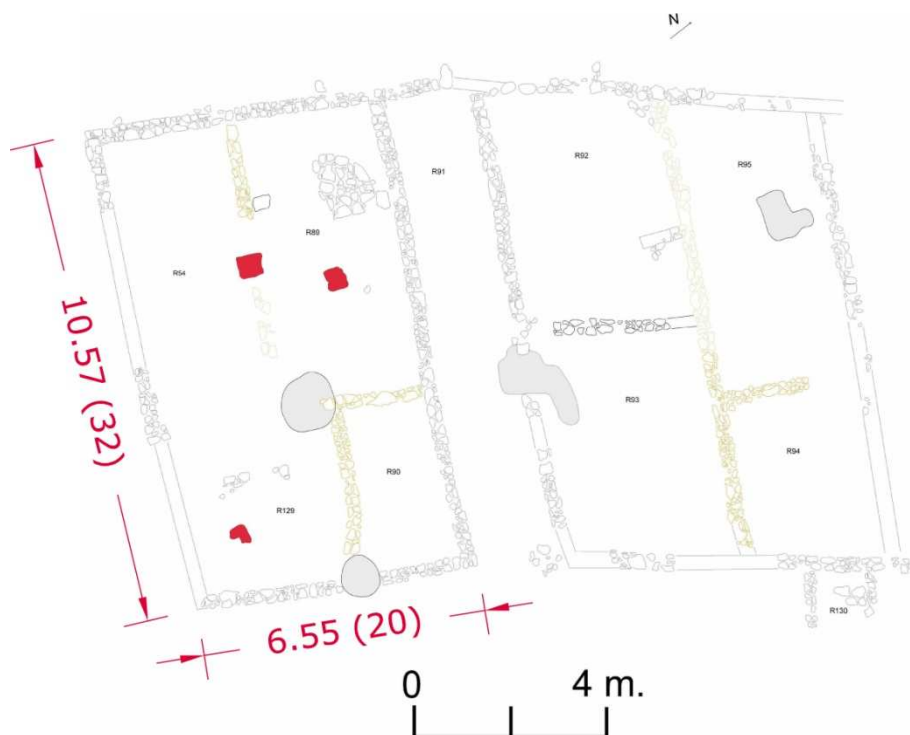 N
R92
R95
R91
R89
R54
10.57 (32)
R93
R90
R94
R129
R130
6.55 (20)
0 4 m.